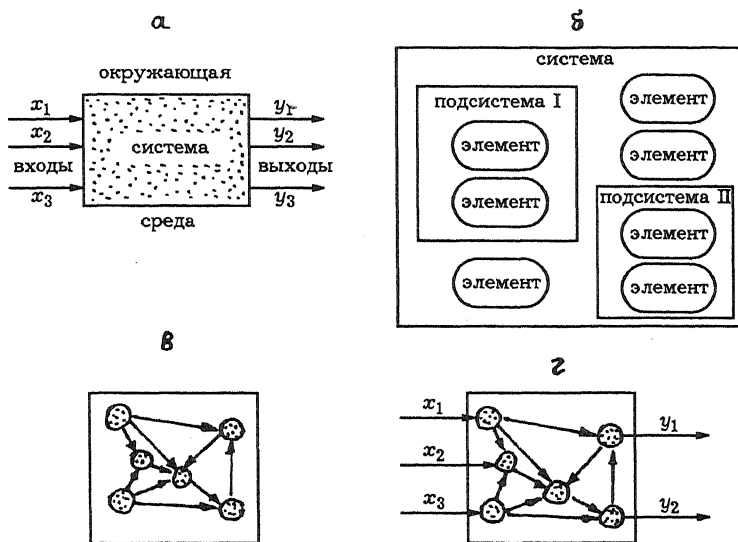 а
окружающая
x₁
x₂
входы
x₃
система
y₁
y₂
выходы
y₃
среда
б
система
подсистема I
элемент
элемент
элемент
элемент
элемент
подсистема II
элемент
элемент
в
г
x₁
x₂
x₃
y₁
y₂